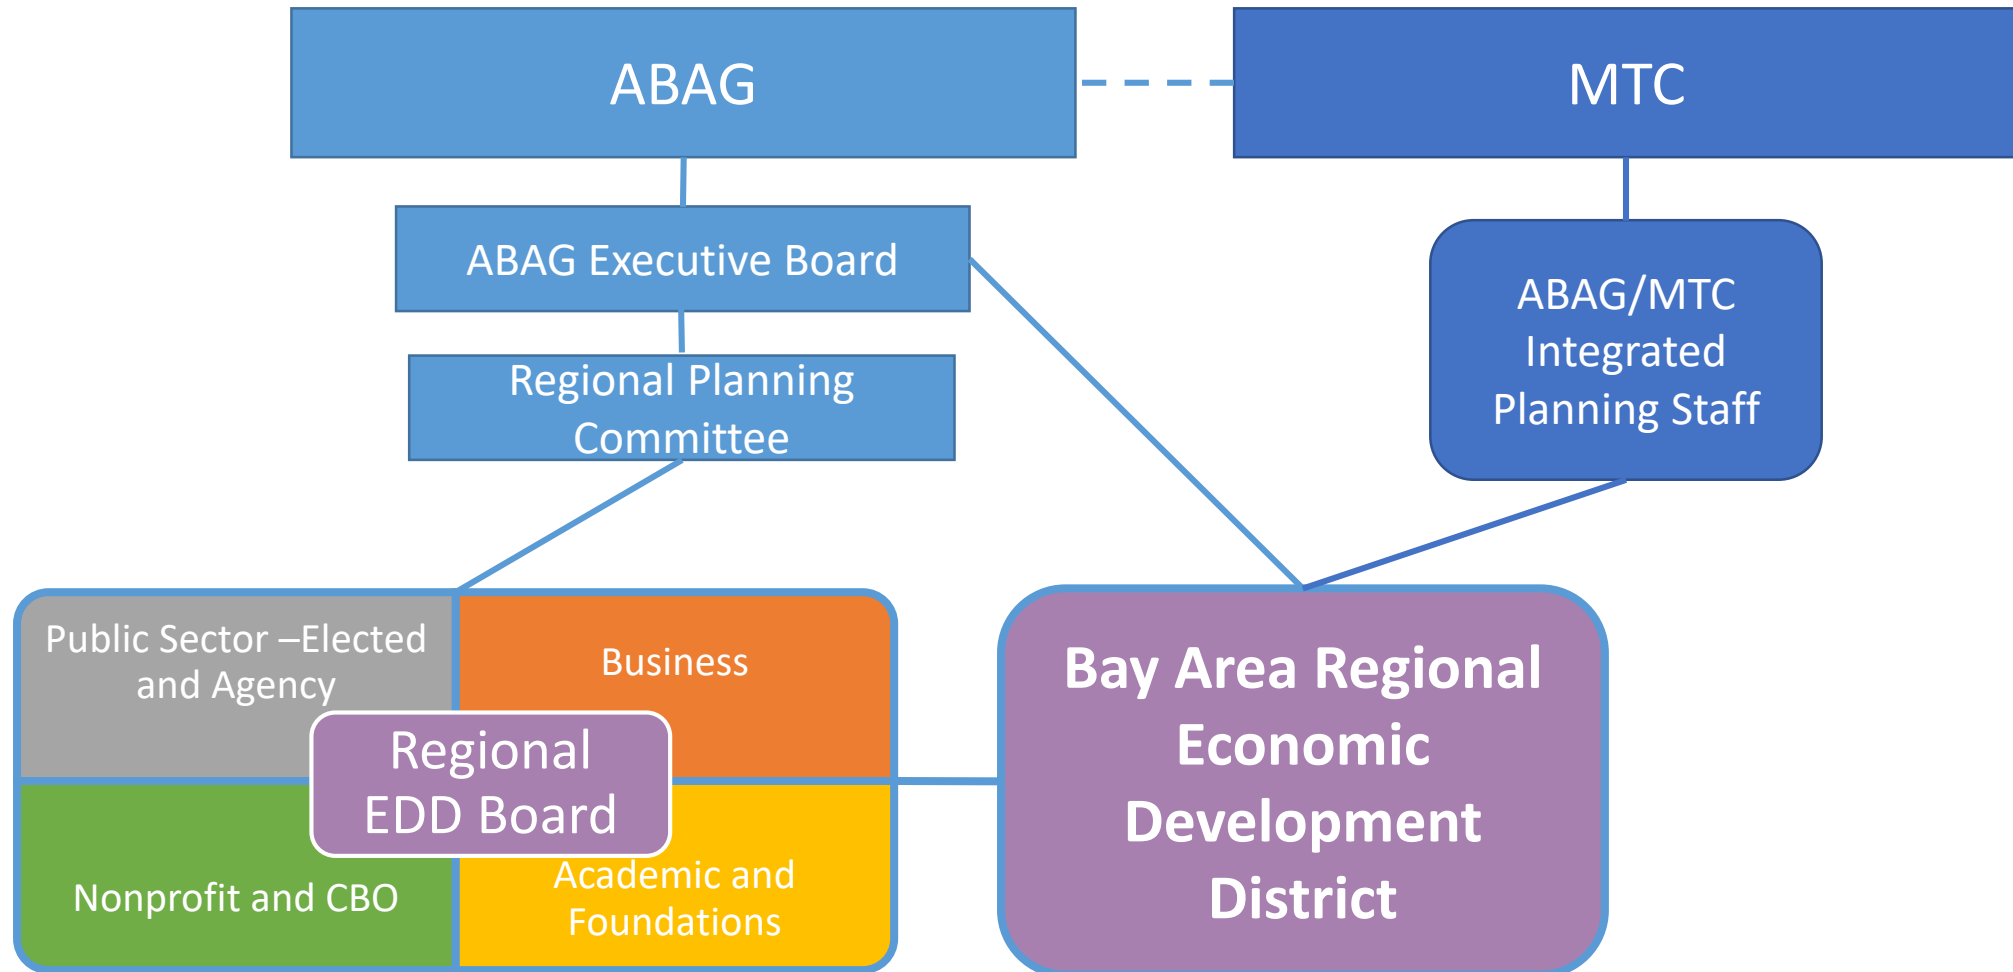 ABAG
MTC
ABAG Executive Board
ABAG/MTC
Integrated
Planning Staff
Regional Planning
Committee
Public Sector –Elected
and Agency
Business
Regional
EDD Board
Nonprofit and CBO
Academic and
Foundations
Bay Area Regional
Economic
Development
District